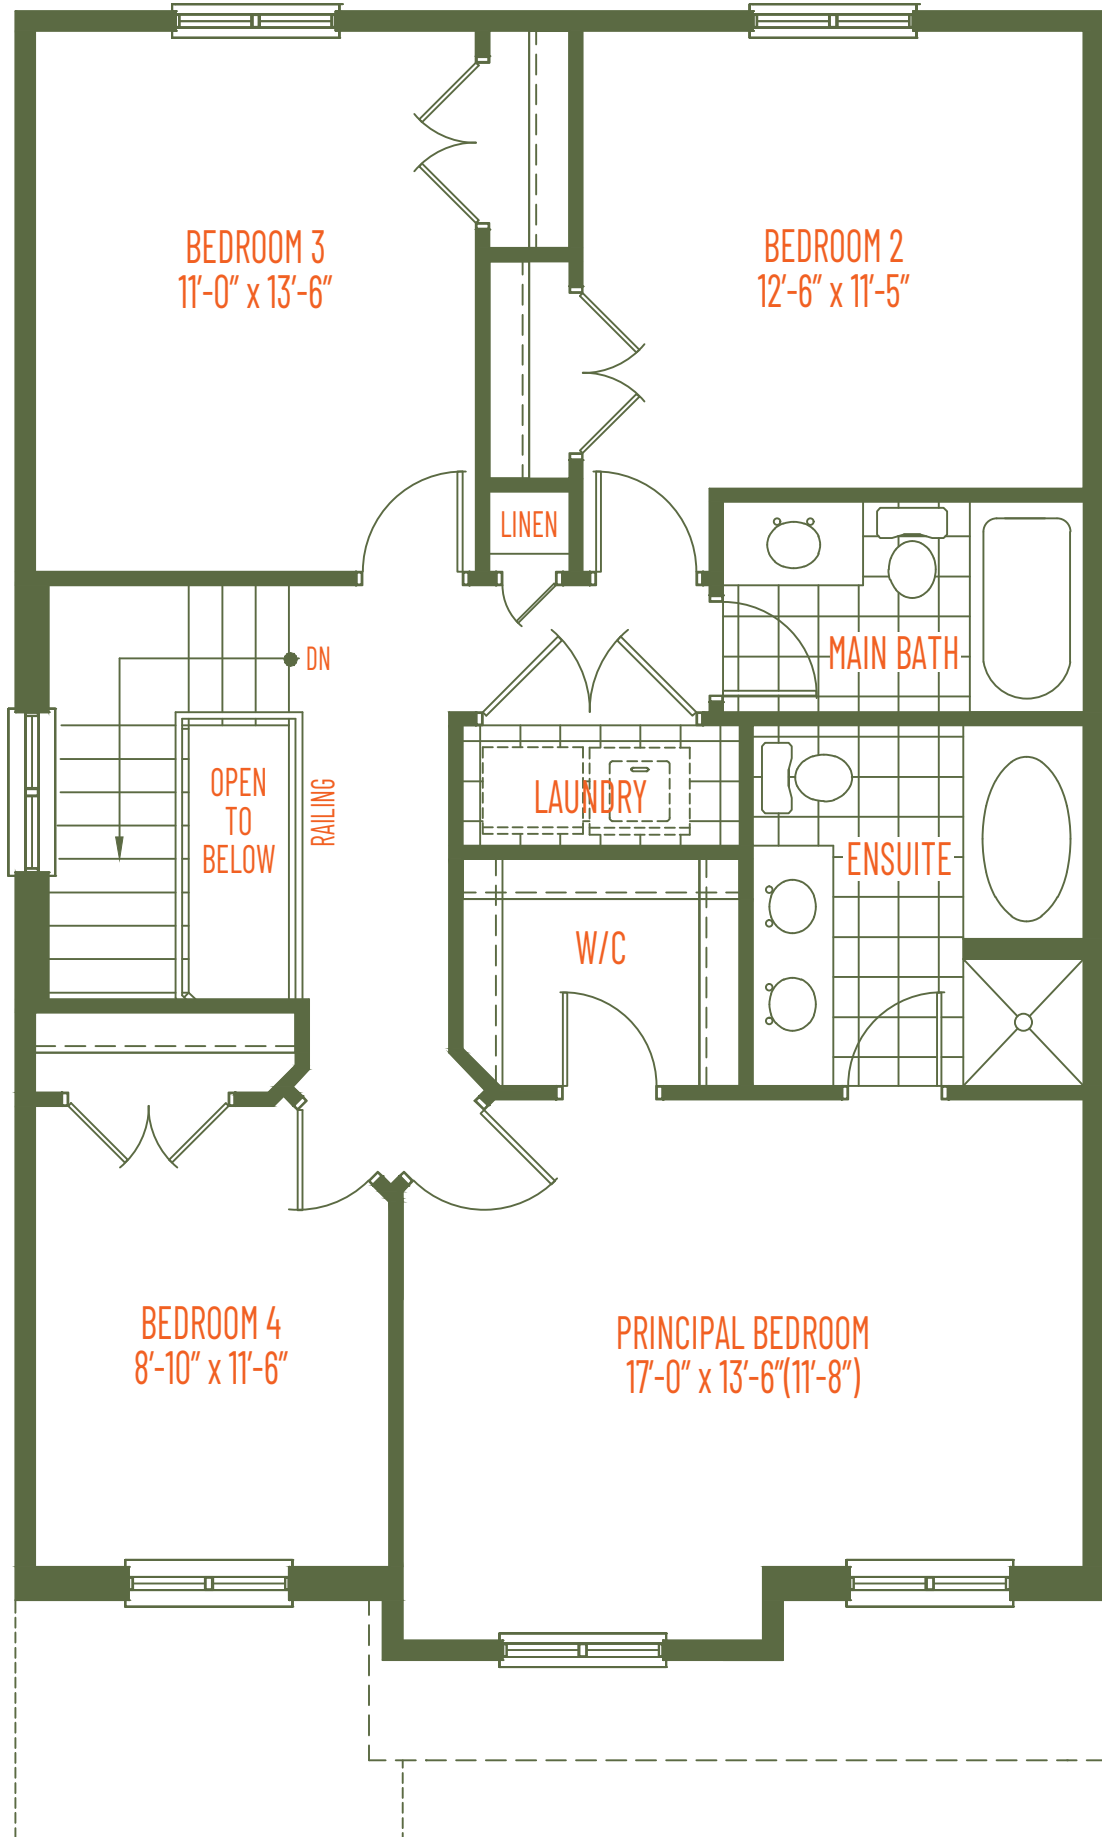 BEDROOM 3
11'-0" x 13'-6"
BEDROOM 2
12'-6" x 11'-5"
LINEN
MAIN BATH
DN
OPEN
TO
BELOW
RAILING
LAUNDRY
ENSUITE
W/C
BEDROOM 4
8'-10" x 11'-6"
PRINCIPAL BEDROOM
17'-0" x 13'-6"(11'-8")